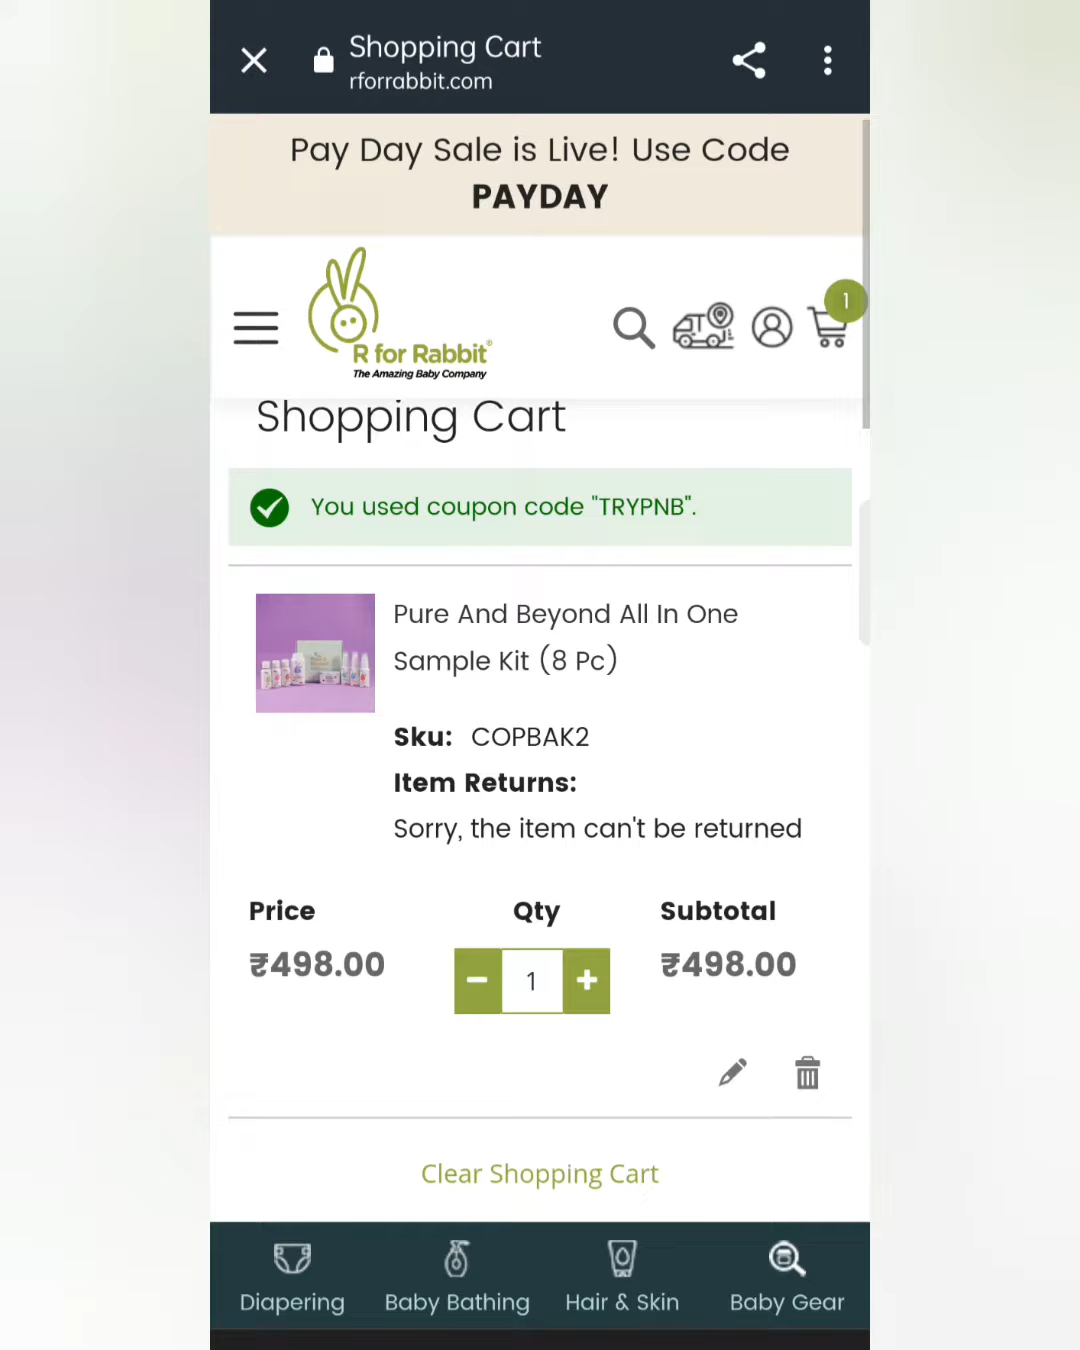 Shopping Cart
rforrabbit.com
Pay Day Sale is Live! Use Code
PAYDAY
1
R for Rabbit®
The Amazing Baby Company
Shopping Cart
You used coupon code "TRYPNB".
Pure And Beyond All In One
Sample Kit (8 Pc)
Sku: COPBAK2
Item Returns:
Sorry, the item can't be returned
Price Qty Subtotal
₹498.00 1 ₹498.00
Clear Shopping Cart
Diapering Baby Bathing Hair & Skin Baby Gear